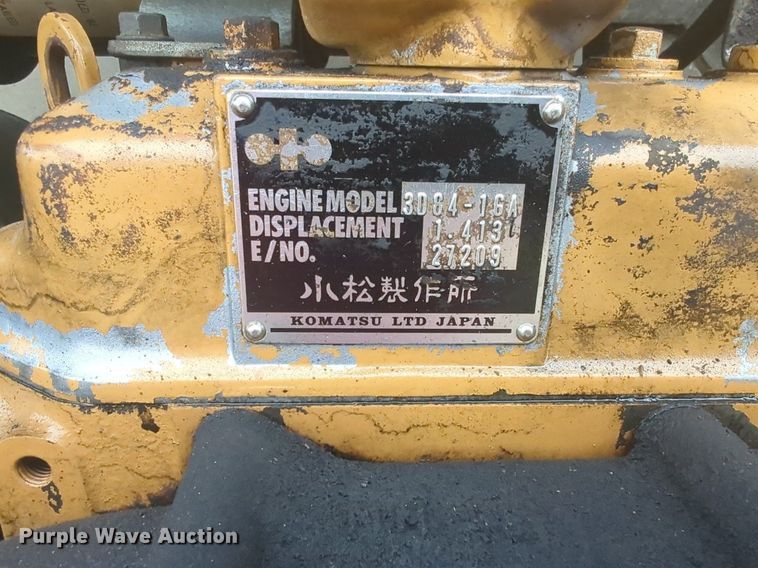 ENGINE MODEL 3D84-1GA
DISPLACEMENT 1.413L
E/NO. 27209
小松製作所
KOMATSU LTD JAPAN
Purple Wave Auction